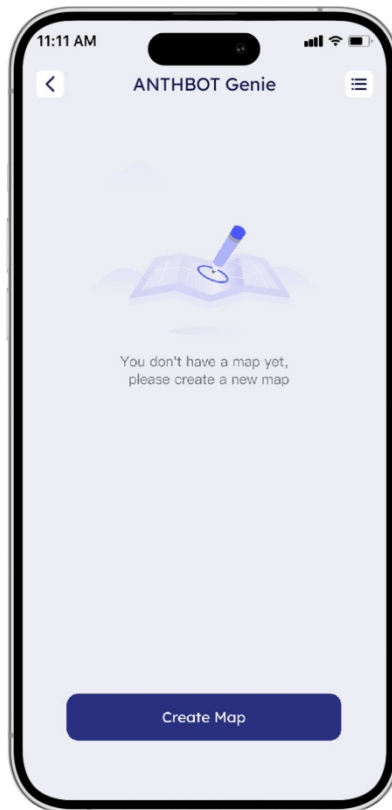 11:11 AM
ANTHBOT Genie
You don't have a map yet,
please create a new map
Create Map